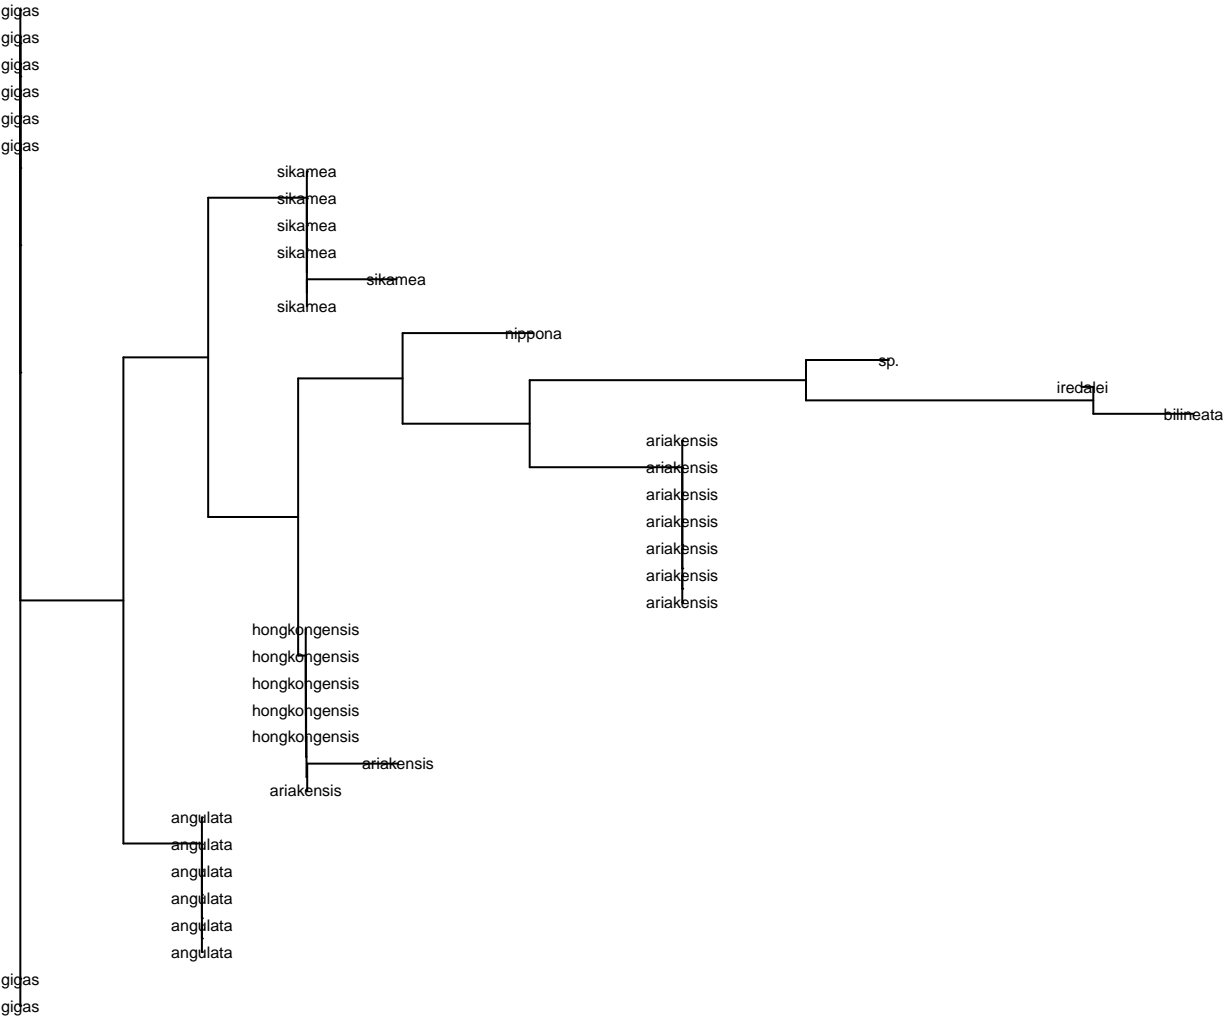 gigas
gigas
gigas
gigas
gigas
gigas
sikamea
sikamea
sikamea
sikamea
sikamea
sikamea
nippona
sp.
iredalei
bilineata
ariakensis
ariakensis
ariakensis
ariakensis
ariakensis
ariakensis
ariakensis
hongkongensis
hongkongensis
hongkongensis
hongkongensis
hongkongensis
ariakensis
ariakensis
angulata
angulata
angulata
angulata
angulata
angulata
gigas
gigas